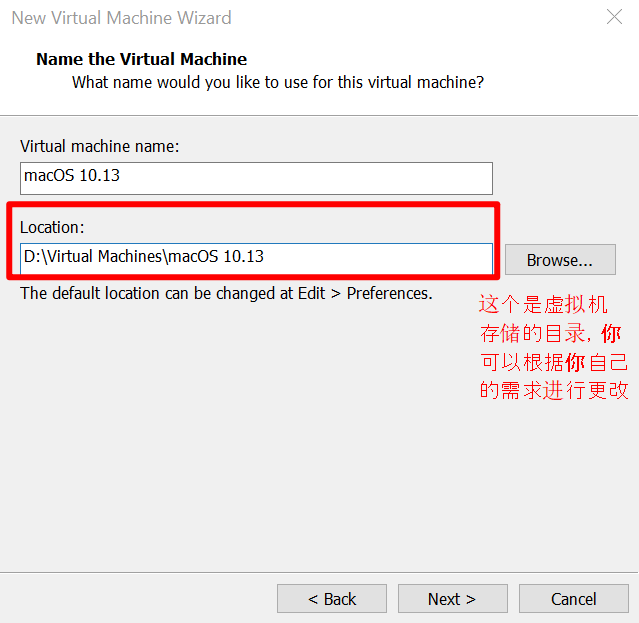 New Virtual Machine Wizard
Name the Virtual Machine
What name would you like to use for this virtual machine?
Virtual machine name:
macOS 10.13
Location:
D:\Virtual Machines\macOS 10.13
Browse...
The default location can be changed at Edit > Preferences.
这个是虚拟机
存储的目录, 你
可以根据你自己
的需求进行更改
< Back
Next >
Cancel